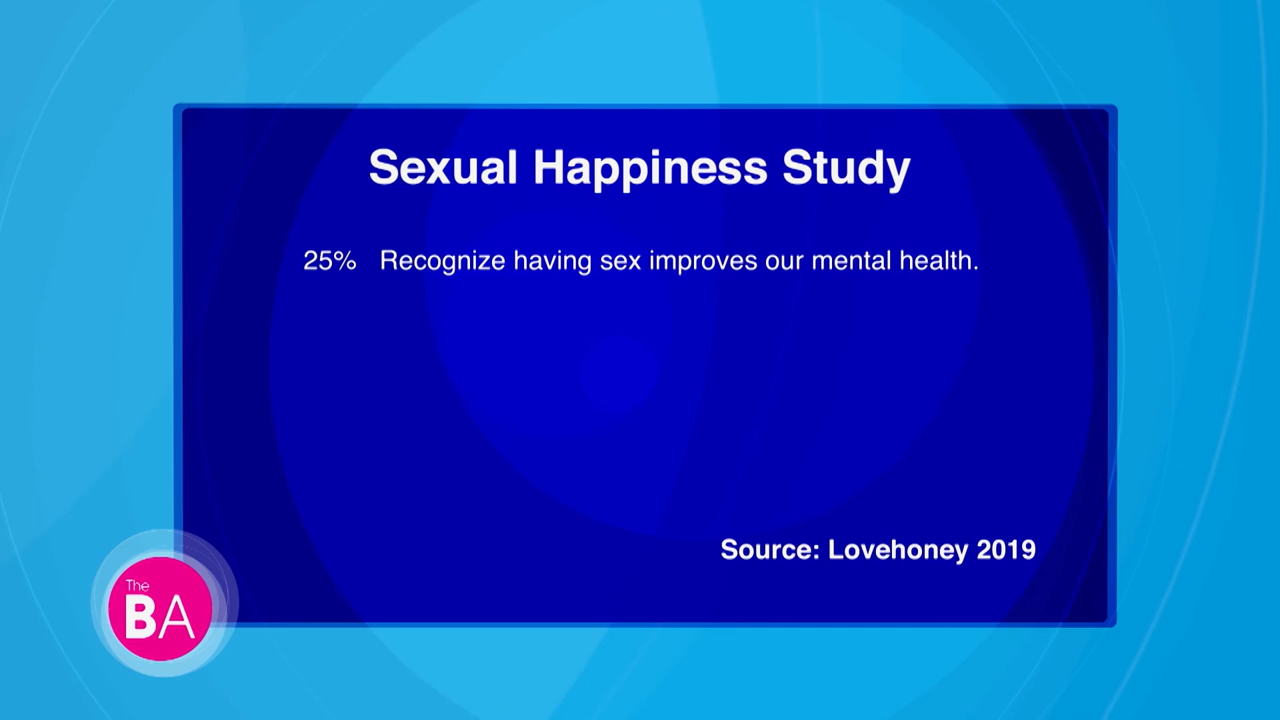 Sexual Happiness Study
25% Recognize having sex improves our mental health.
Source: Lovehoney 2019
The
BA